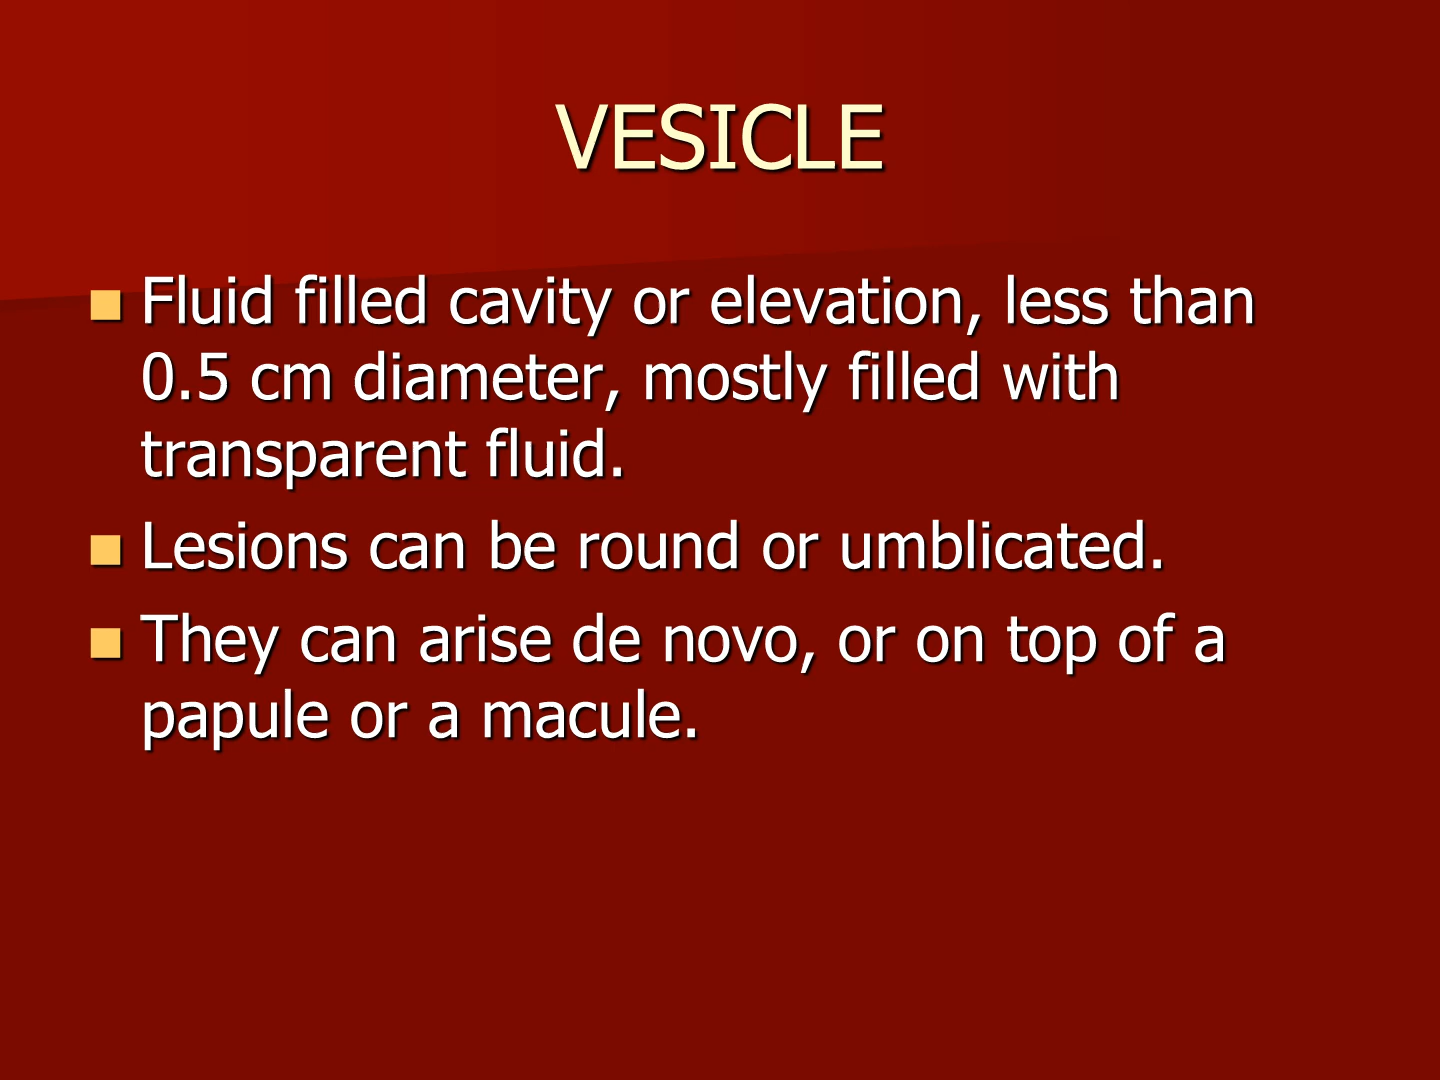 VESICLE
Fluid filled cavity or elevation, less than
0.5 cm diameter, mostly filled with
transparent fluid.
Lesions can be round or umblicated.
They can arise de novo, or on top of a
papule or a macule.